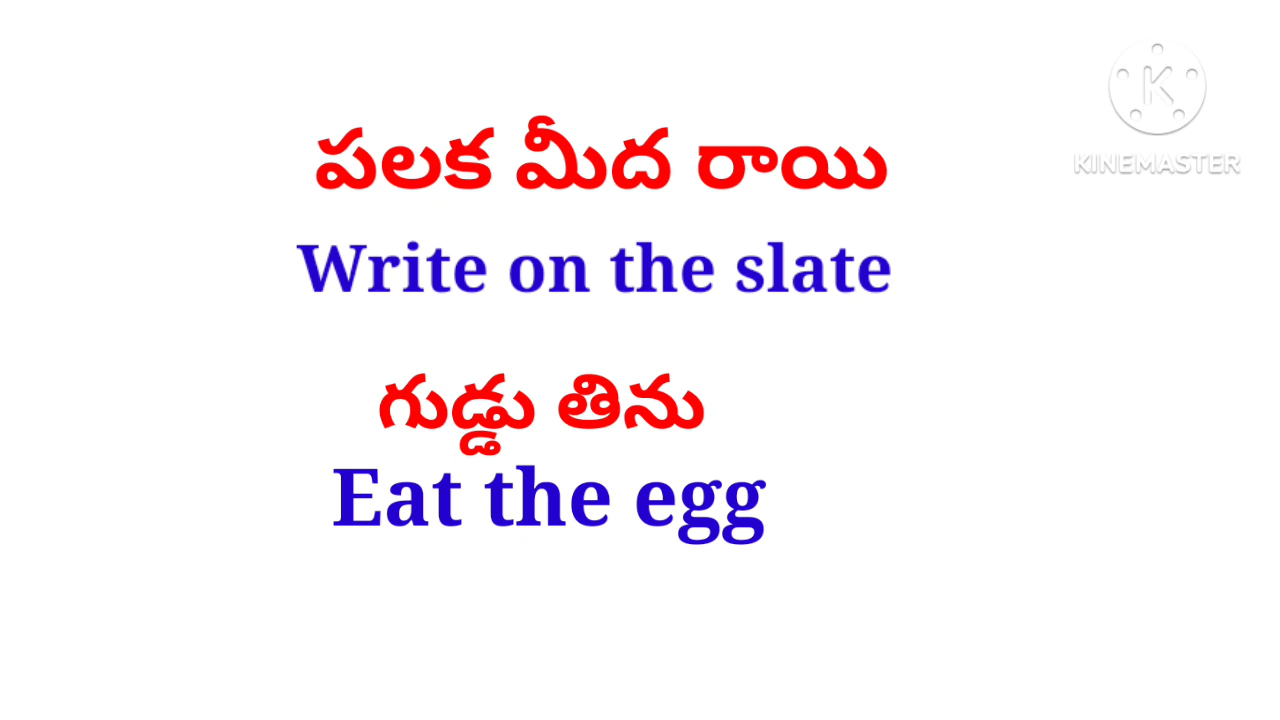 KINEMASTER
పలక మీద రాయి
Write on the slate
గుడ్డు తిను
Eat the egg